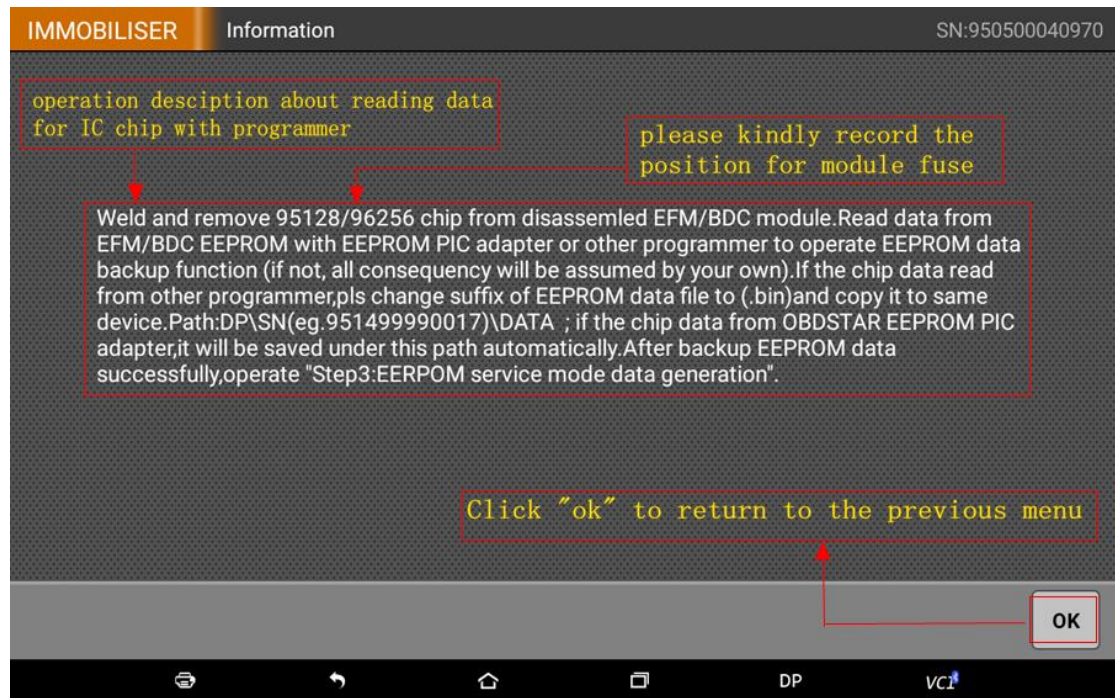 IMMOBILISER Information SN:950500040970
operation desciption about reading data
for IC chip with programmer
please kindly record the
position for module fuse
Weld and remove 95128/96256 chip from disassemled EFM/BDC module.Read data from
EFM/BDC EEPROM with EEPROM PIC adapter or other programmer to operate EEPROM data
backup function (if not, all consequency will be assumed by your own).If the chip data read
from other programmer,pls change suffix of EEPROM data file to (.bin)and copy it to same
device.Path:DP\SN(eg.951499990017)\DATA ; if the chip data from OBDSTAR EEPROM PIC
adapter,it will be saved under this path automatically.After backup EEPROM data
successfully,operate "Step3:EERPOM service mode data generation".
Click "ok" to return to the previous menu
OK
DP VCI